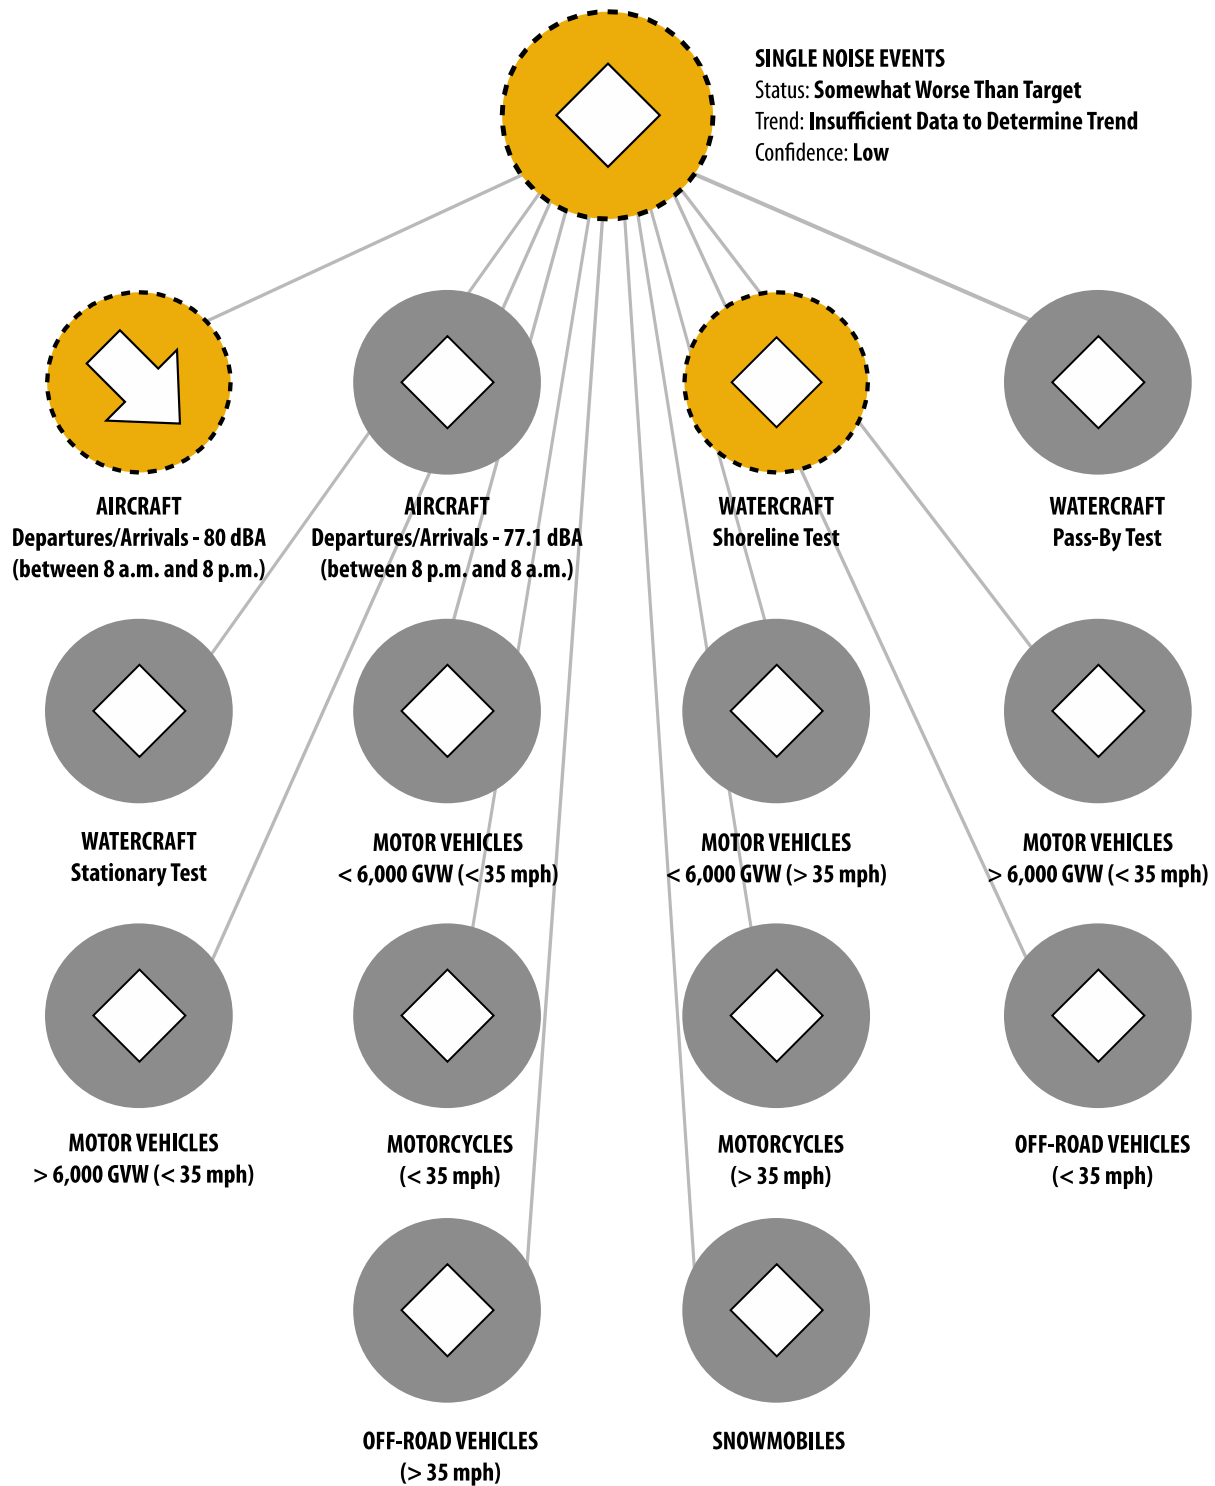 SINGLE NOISE EVENTS
Status: Somewhat Worse Than Target
Trend: Insufficient Data to Determine Trend
Confidence: Low
AIRCRAFT
Departures/Arrivals - 80 dBA
(between 8 a.m. and 8 p.m.)
AIRCRAFT
Departures/Arrivals - 77.1 dBA
(between 8 p.m. and 8 a.m.)
WATERCRAFT
Shoreline Test
WATERCRAFT
Pass-By Test
WATERCRAFT
Stationary Test
MOTOR VEHICLES
< 6,000 GVW (< 35 mph)
MOTOR VEHICLES
< 6,000 GVW (> 35 mph)
MOTOR VEHICLES
> 6,000 GVW (< 35 mph)
MOTOR VEHICLES
> 6,000 GVW (< 35 mph)
MOTORCYCLES
(< 35 mph)
MOTORCYCLES
(> 35 mph)
OFF-ROAD VEHICLES
(< 35 mph)
OFF-ROAD VEHICLES
(> 35 mph)
SNOWMOBILES